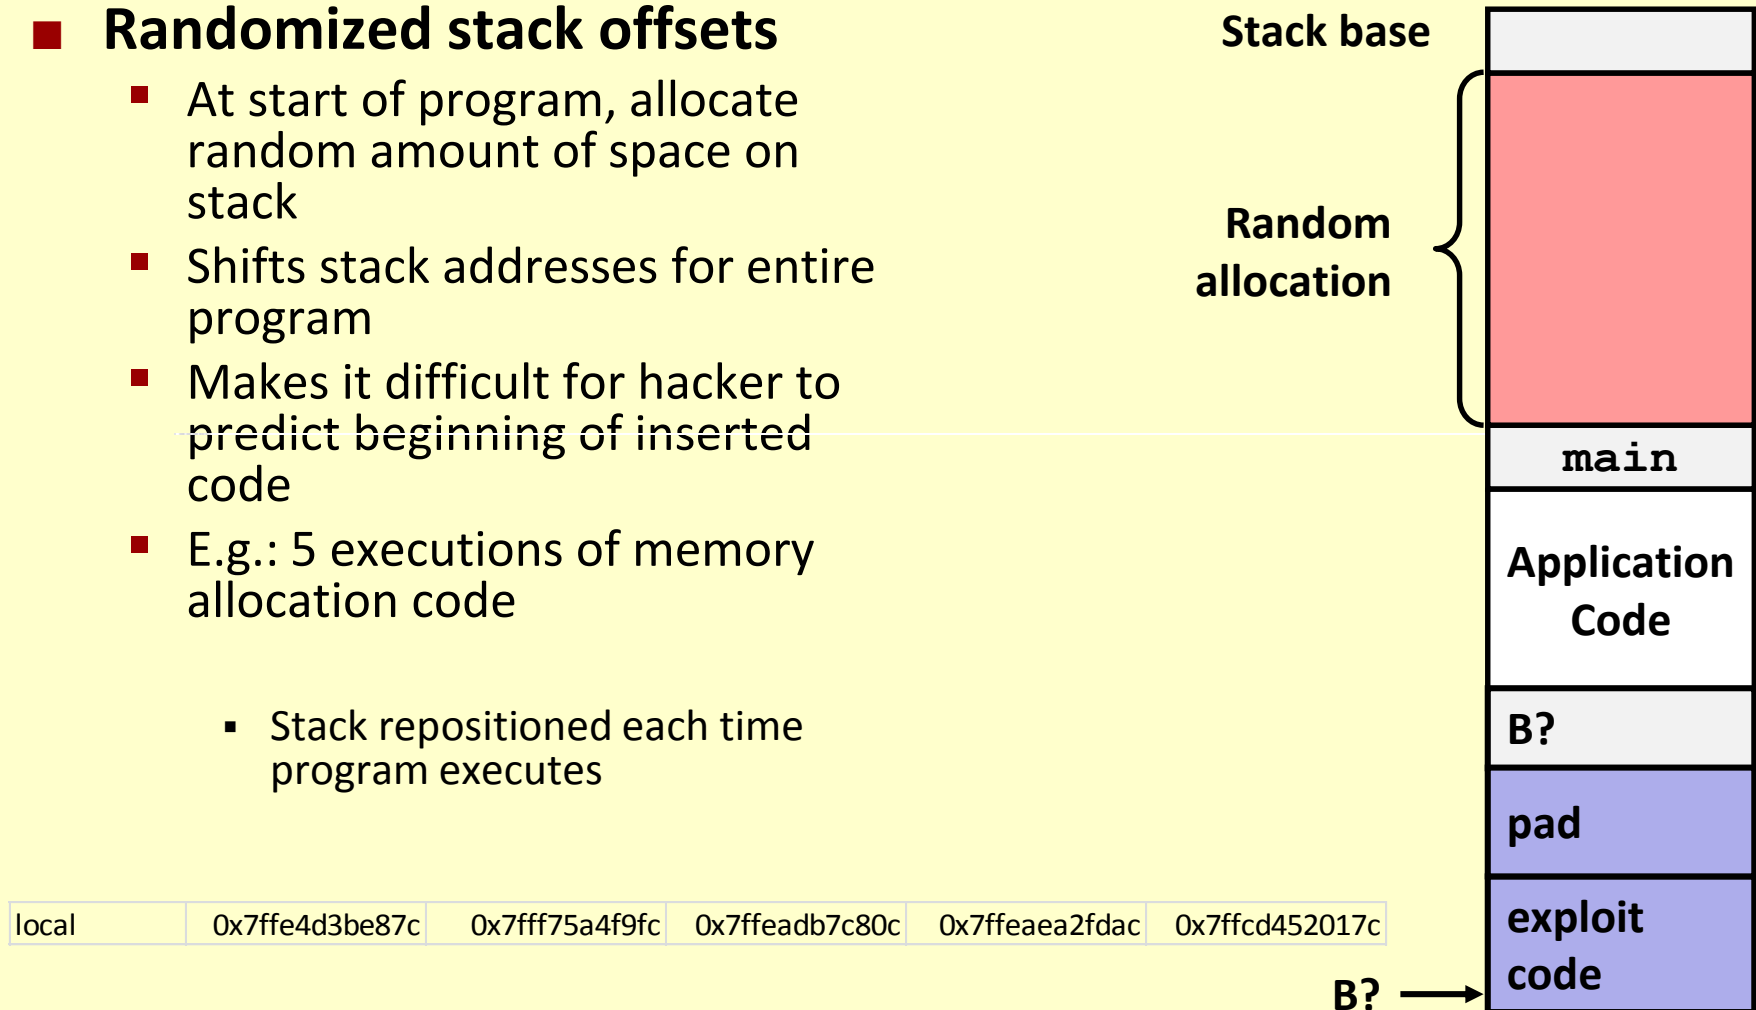 Randomized stack offsets
At start of program, allocate
random amount of space on
stack
Shifts stack addresses for entire
program
Makes it difficult for hacker to
predict beginning of inserted
code
E.g.: 5 executions of memory
allocation code
Stack repositioned each time
program executes
local 0x7ffe4d3be87c 0x7fff75a4f9fc 0x7ffeadb7c80c 0x7ffeaea2fdac 0x7ffcd452017c
Stack base
Random
allocation
main
Application
Code
B?
pad
exploit
code
B?